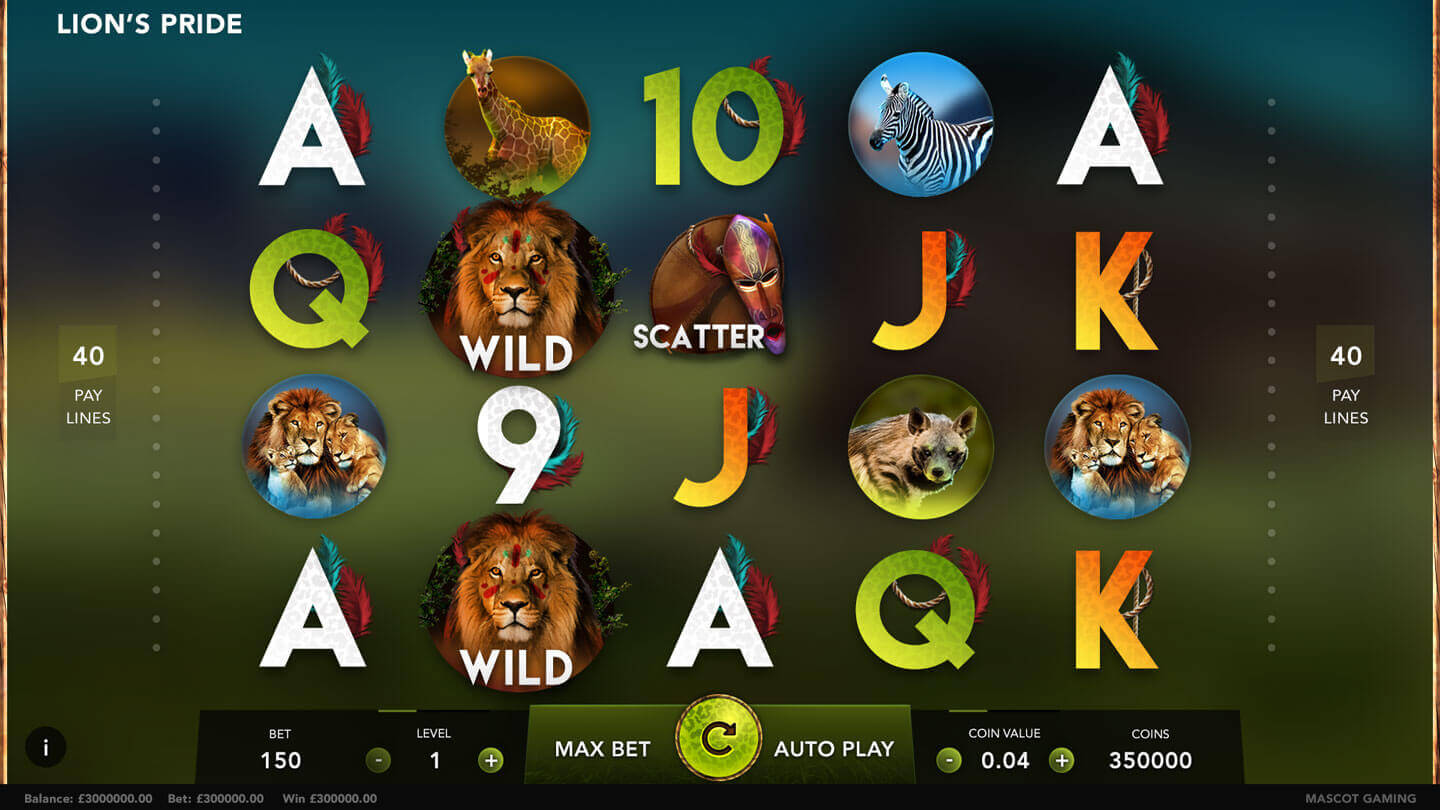 LION'S PRIDE
A 10 A
Q WILD SCATTER J K
9 J
A WILD A Q K
40
PAY
LINES
40
PAY
LINES
i
BET
150
LEVEL
- 1 +
MAX BET
AUTO PLAY
COIN VALUE
- 0.04 +
COINS
350000
Balance: £3000000.00 Bet: £300000.00 Win £300000.00
MASCOT GAMING